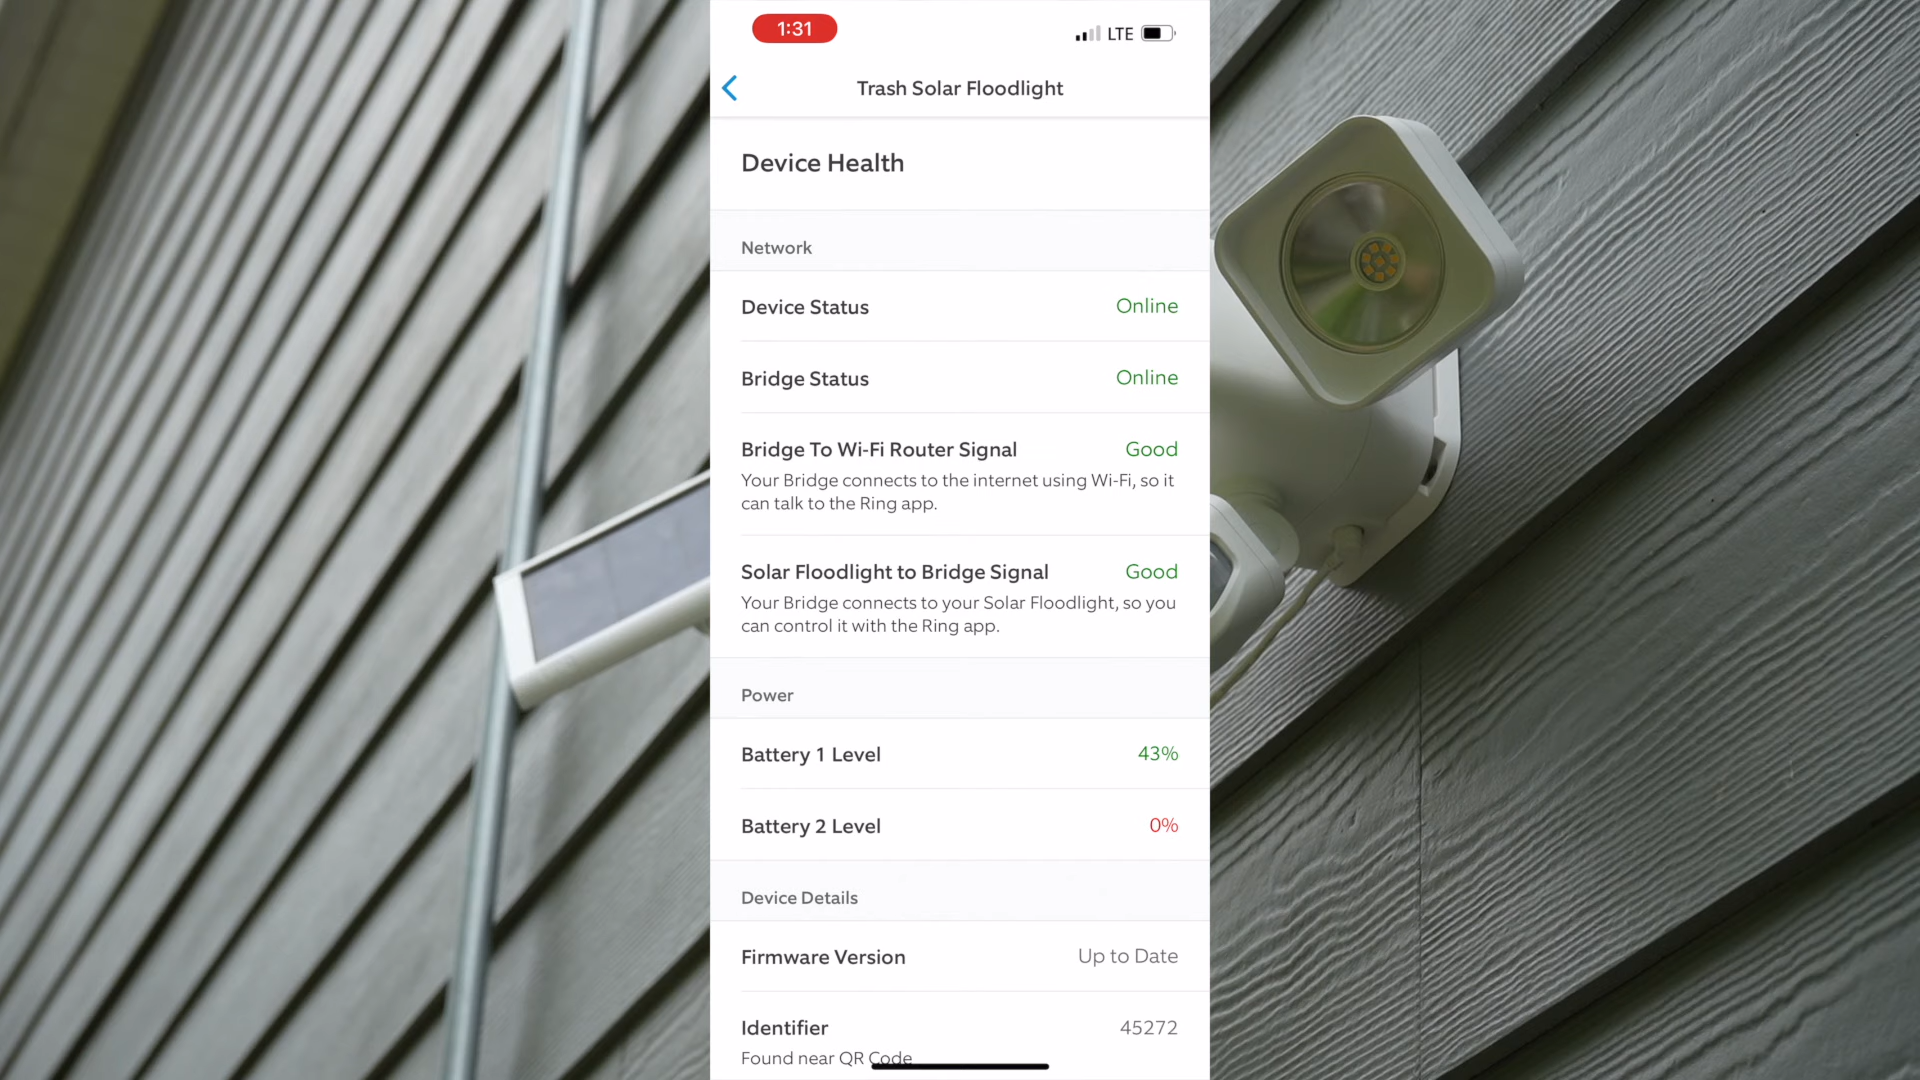 1:31
LTE
Trash Solar Floodlight
Device Health
Network
Device Status Online
Bridge Status Online
Bridge To Wi-Fi Router Signal Good
Your Bridge connects to the internet using Wi-Fi, so it
can talk to the Ring app.
Solar Floodlight to Bridge Signal Good
Your Bridge connects to your Solar Floodlight, so you
can control it with the Ring app.
Power
Battery 1 Level 43%
Battery 2 Level 0%
Device Details
Firmware Version Up to Date
Identifier 45272
Found near QR Code